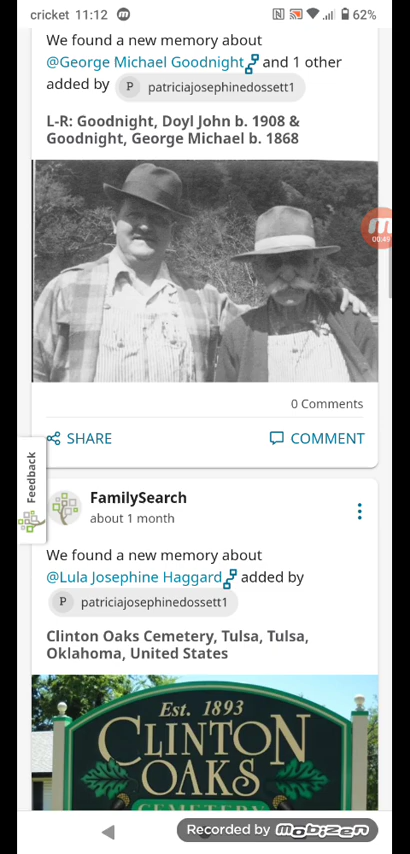 cricket 11:12 m N 62%
We found a new memory about
@George Michael Goodnight and 1 other
added by P patriciajosephinedossett1
L-R: Goodnight, Doyl John b. 1908 &
Goodnight, George Michael b. 1868
m
00:49
0 Comments
SHARE COMMENT
Feedback
FamilySearch
about 1 month
We found a new memory about
@Lula Josephine Haggard added by
P patriciajosephinedossett1
Clinton Oaks Cemetery, Tulsa, Tulsa,
Oklahoma, United States
Est. 1893
CLINTON
OAKS
CEMETERY
Recorded by mobizen